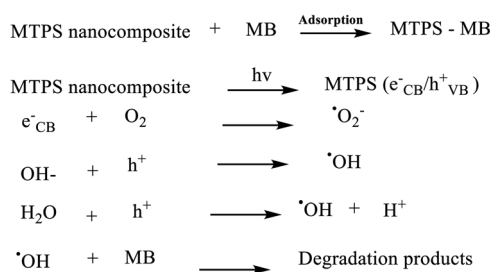 MTPS nanocomposite + MB Adsorption MTPS - MB
MTPS nanocomposite hv MTPS (e⁻CB/h⁺VB)
e⁻CB + O₂ •O₂⁻
OH- + h⁺ •OH
H₂O + h⁺ •OH + H⁺
•OH + MB Degradation products